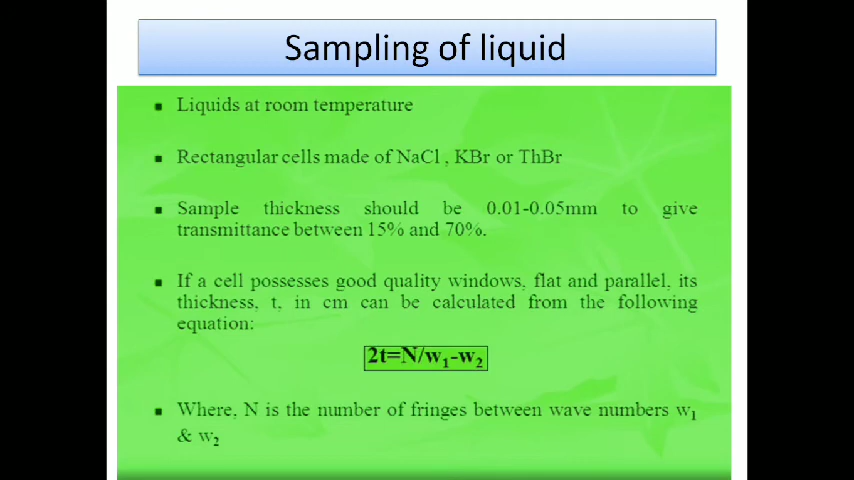 Sampling of liquid
▪ Liquids at room temperature
▪ Rectangular cells made of NaCl , KBr or ThBr
▪ Sample thickness should be 0.01-0.05mm to give
transmittance between 15% and 70%.
▪ If a cell possesses good quality windows, flat and parallel, its
thickness, t, in cm can be calculated from the following
equation:
2t=N/w₁-w₂
▪ Where, N is the number of fringes between wave numbers w₁
& w₂